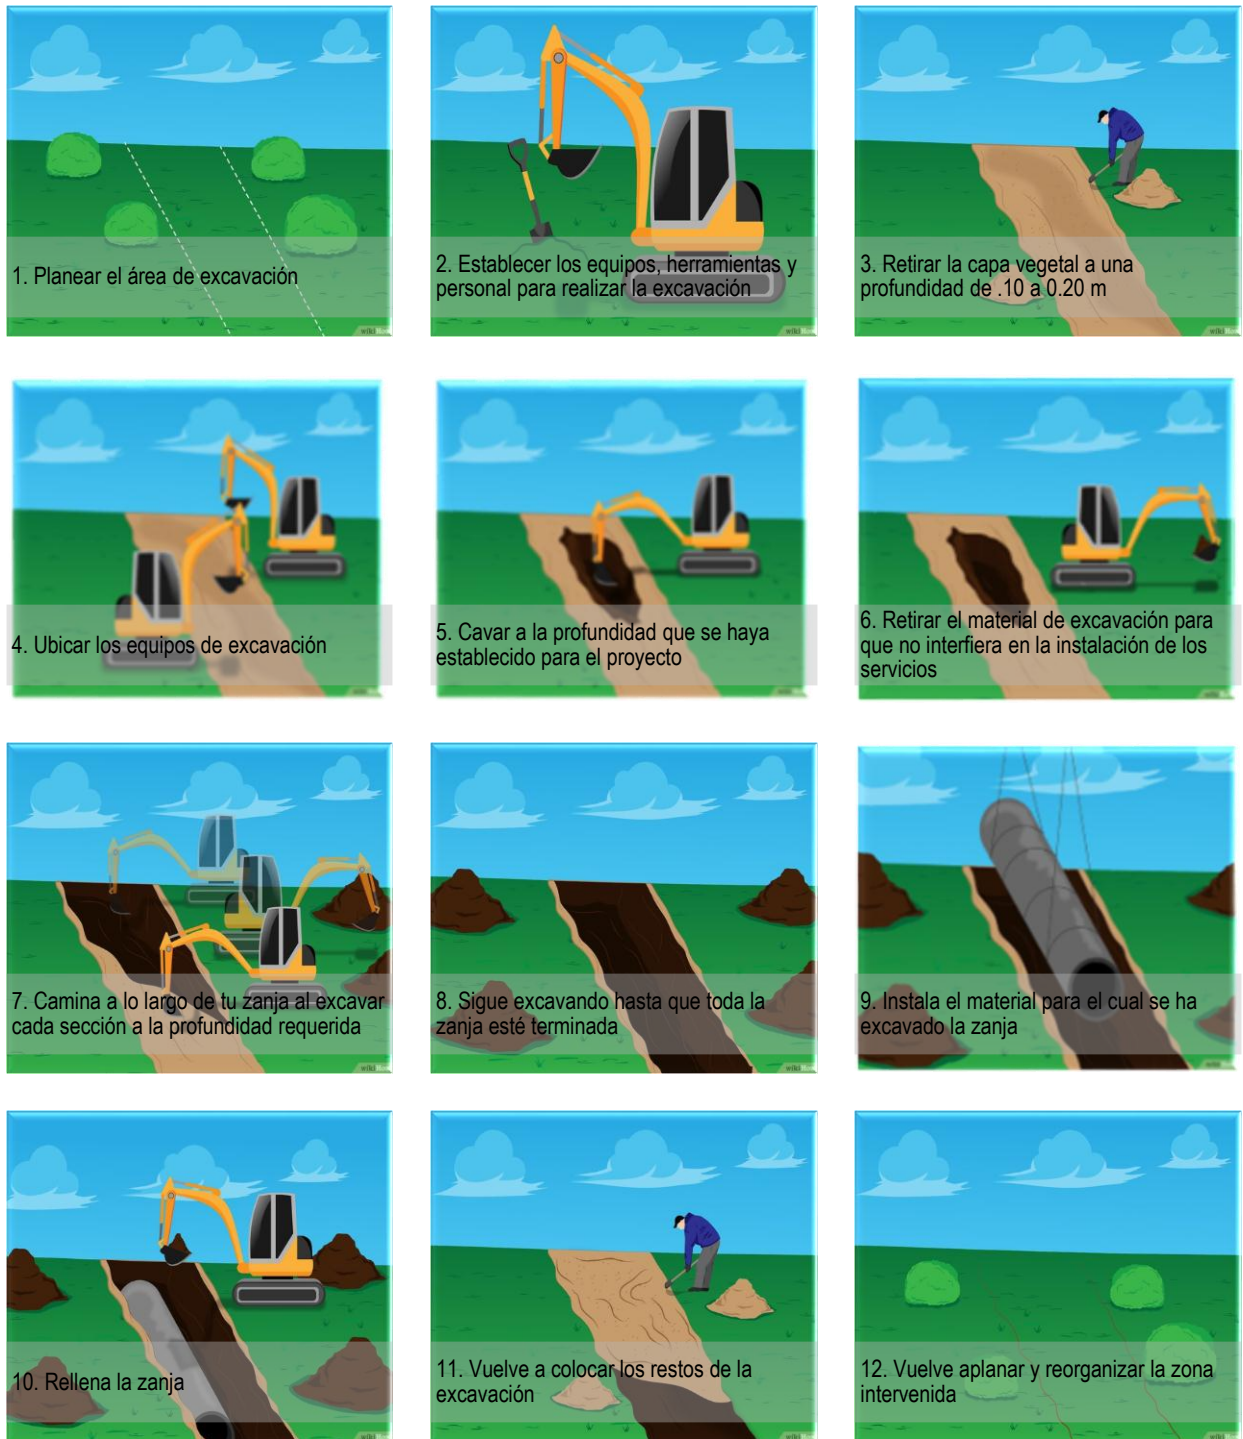 1. Planear el área de excavación
2. Establecer los equipos, herramientas y
personal para realizar la excavación
3. Retirar la capa vegetal a una
profundidad de .10 a 0.20 m
4. Ubicar los equipos de excavación
5. Cavar a la profundidad que se haya
establecido para el proyecto
6. Retirar el material de excavación para
que no interfiera en la instalación de los
servicios
7. Camina a lo largo de tu zanja al excavar
cada sección a la profundidad requerida
8. Sigue excavando hasta que toda la
zanja esté terminada
9. Instala el material para el cual se ha
excavado la zanja
10. Rellena la zanja
11. Vuelve a colocar los restos de la
excavación
12. Vuelve aplanar y reorganizar la zona
intervenida